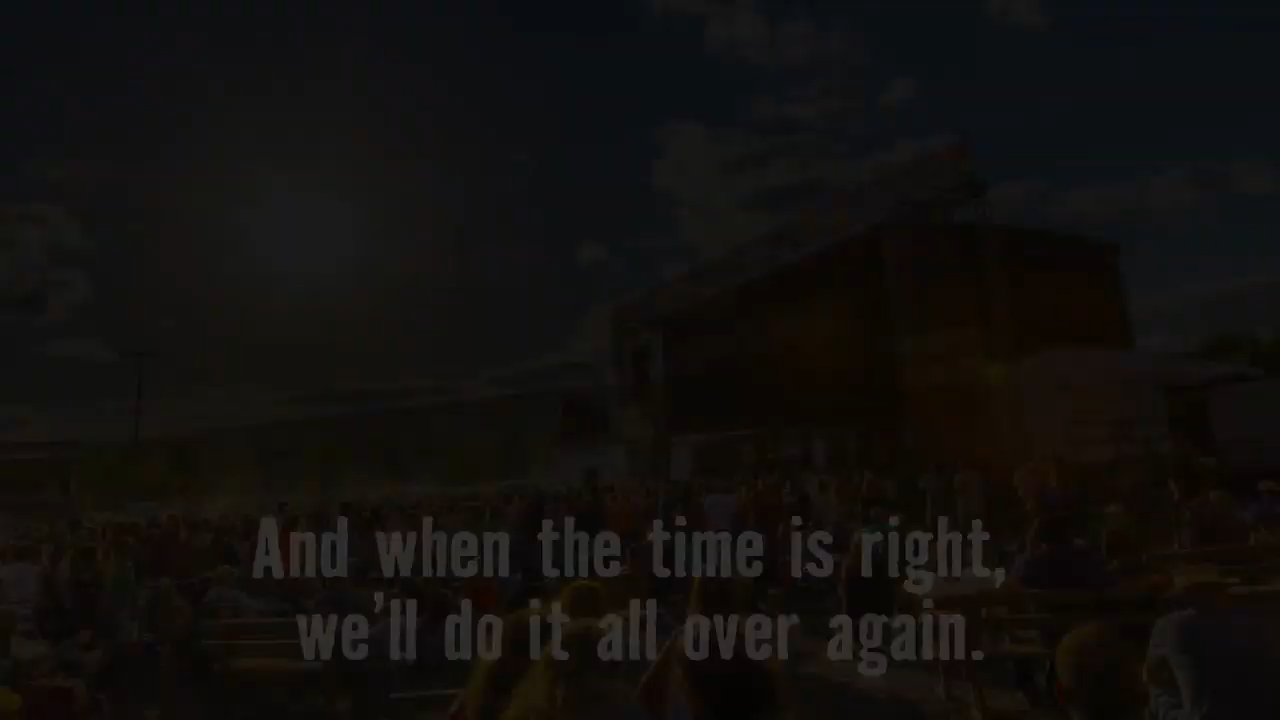 And when the time is right,
we'll do it all over again.